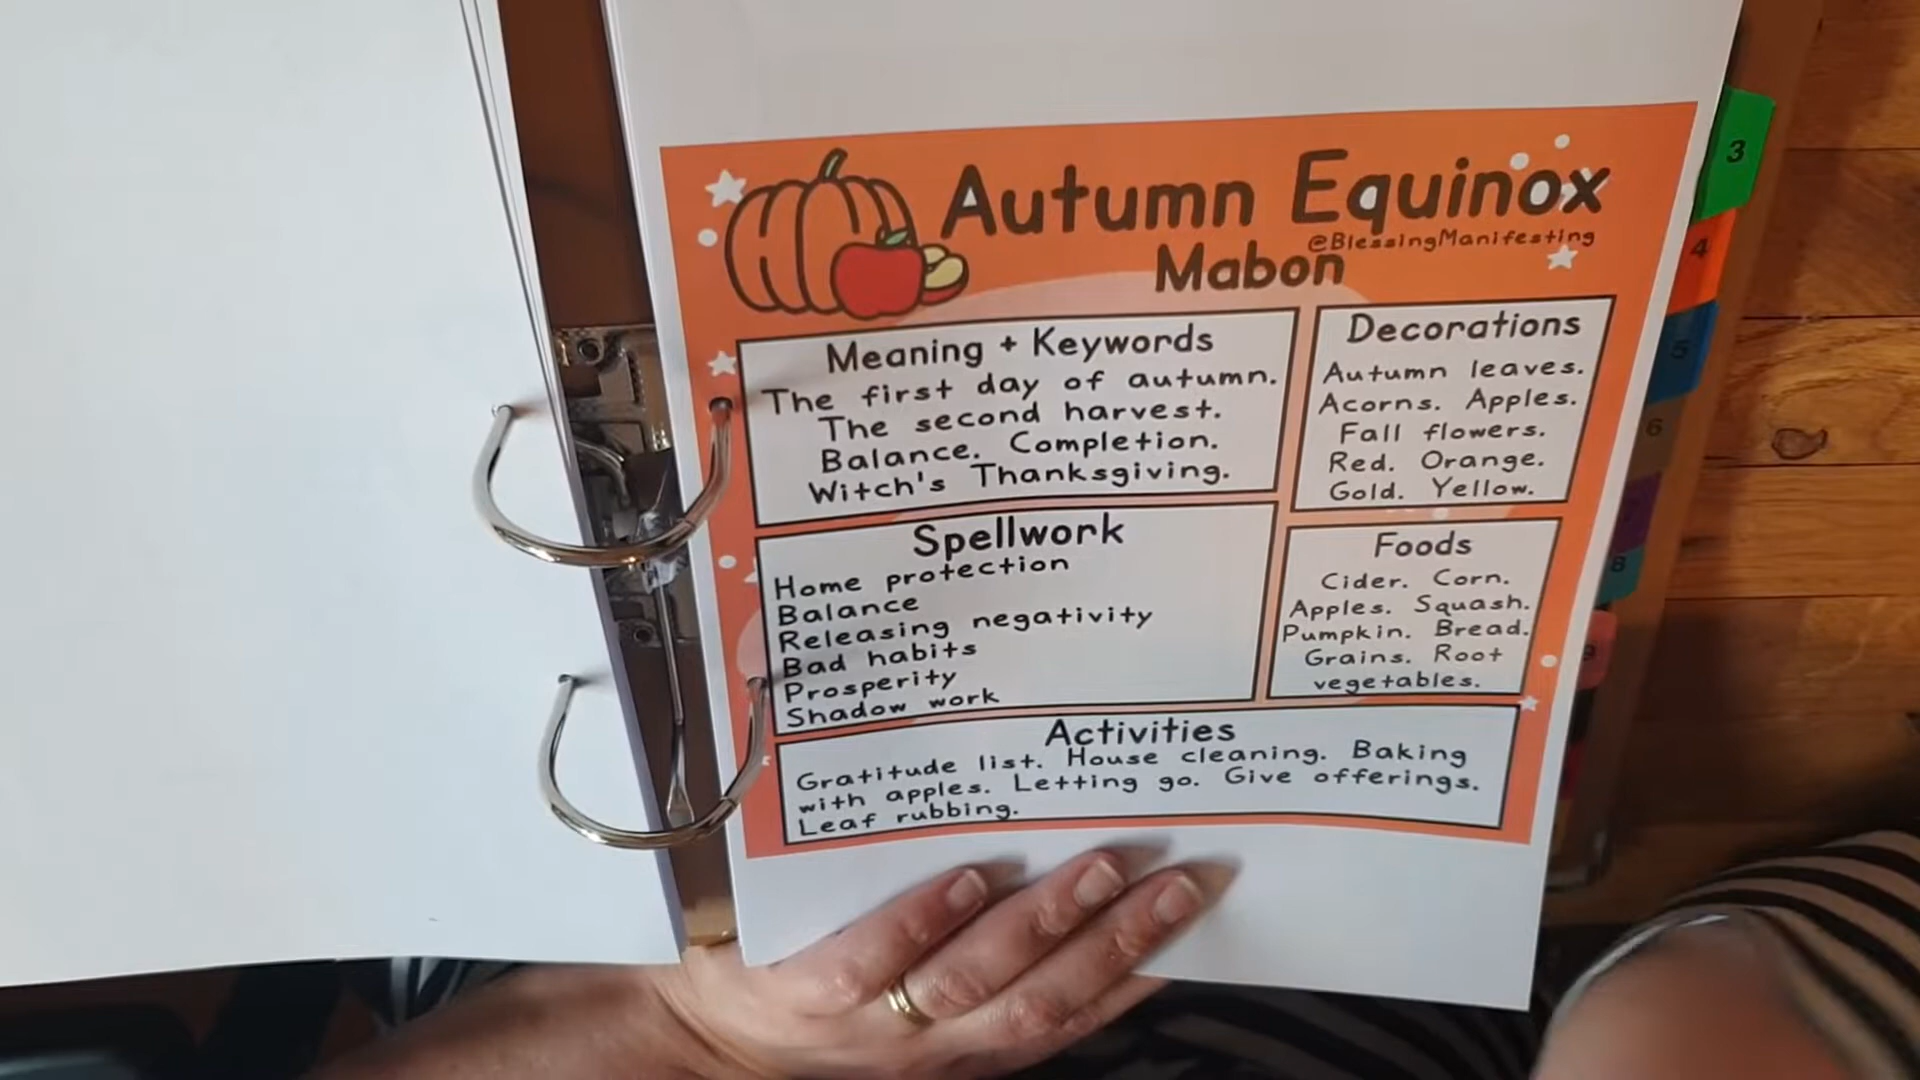 Autumn Equinox
@BlessingManifesting
Mabon
Meaning + Keywords
The first day of autumn.
The second harvest.
Balance. Completion.
Witch's Thanksgiving.
Decorations
Autumn leaves.
Acorns. Apples.
Fall flowers.
Red. Orange.
Gold. Yellow.
Spellwork
Home protection
Balance
Releasing negativity
Bad habits
Prosperity
Shadow work
Foods
Cider. Corn.
Apples. Squash.
Pumpkin. Bread.
Grains. Root
vegetables.
Activities
Gratitude list. House cleaning. Baking
with apples. Letting go. Give offerings.
Leaf rubbing.
3
4
5
6
8
9